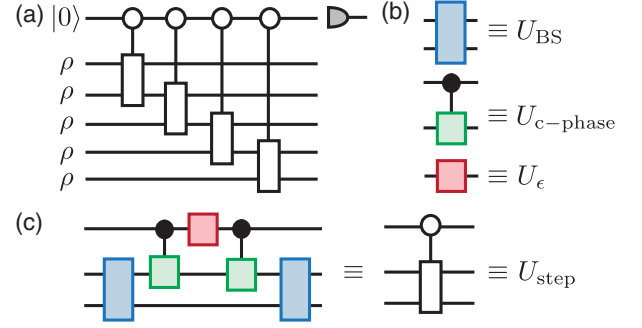 (a) |0⟩
ρ
ρ
ρ
ρ
ρ
(b)
≡ U_BS
≡ U_c−phase
≡ U_ϵ
(c)
≡ ≡ U_step